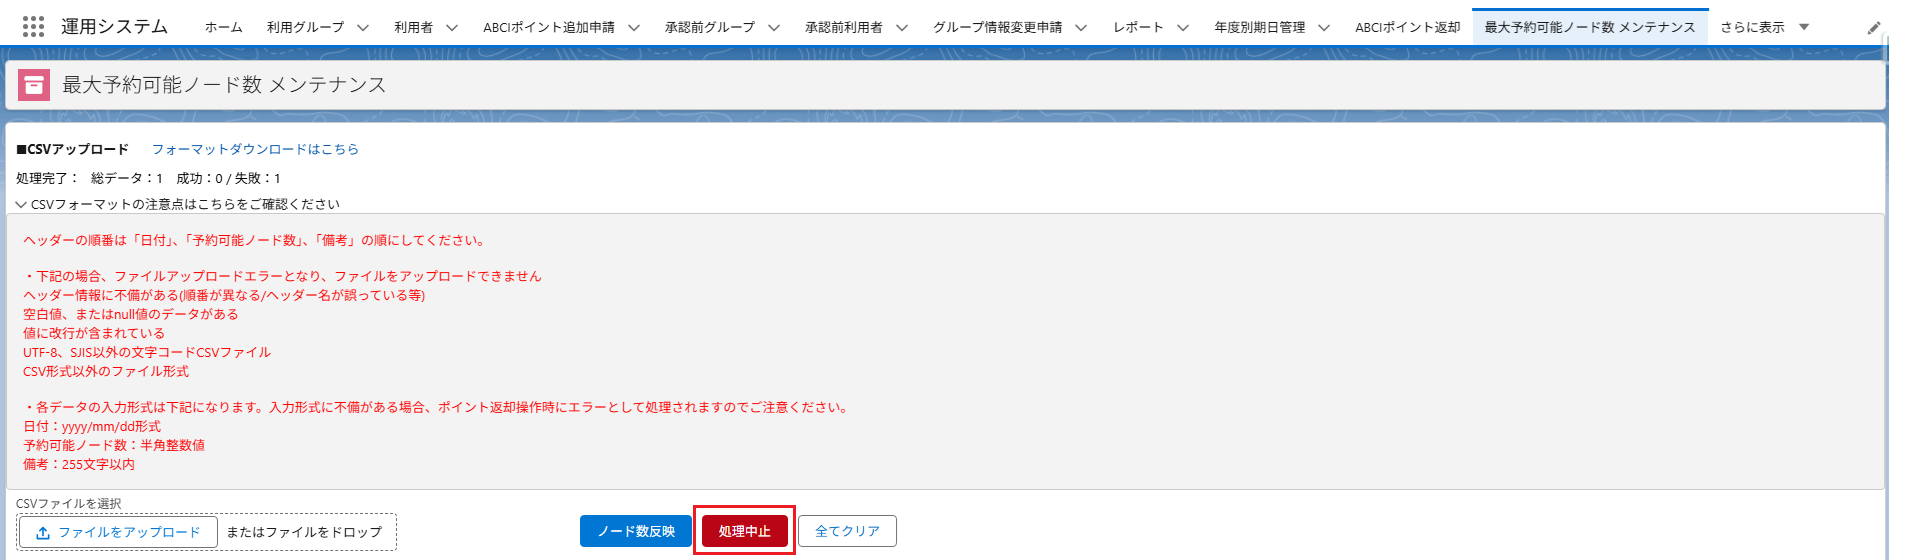 運用システム ホーム 利用グループ 利用者 ABCIポイント追加申請 承認前グループ 承認前利用者 グループ情報変更申請 レポート 年度別期日管理 ABCIポイント返却 最大予約可能ノード数 メンテナンス さらに表示
最大予約可能ノード数 メンテナンス
■CSVアップロード フォーマットダウンロードはこちら
処理完了： 総データ：1 成功：0 / 失敗：1
CSVフォーマットの注意点はこちらをご確認ください
ヘッダーの順番は「日付」、「予約可能ノード数」、「備考」の順にしてください。
・下記の場合、ファイルアップロードエラーとなり、ファイルをアップロードできません
ヘッダー情報に不備がある(順番が異なる/ヘッダー名が誤っている等)
空白値、またはnull値のデータがある
値に改行が含まれている
UTF-8、SJIS以外の文字コードCSVファイル
CSV形式以外のファイル形式
・各データの入力形式は下記になります。入力形式に不備がある場合、ポイント返却操作時にエラーとして処理されますのでご注意ください。
日付：yyyy/mm/dd形式
予約可能ノード数：半角整数値
備考：255文字以内
CSVファイルを選択
ファイルをアップロード またはファイルをドロップ ノード数反映 処理中止 全てクリア